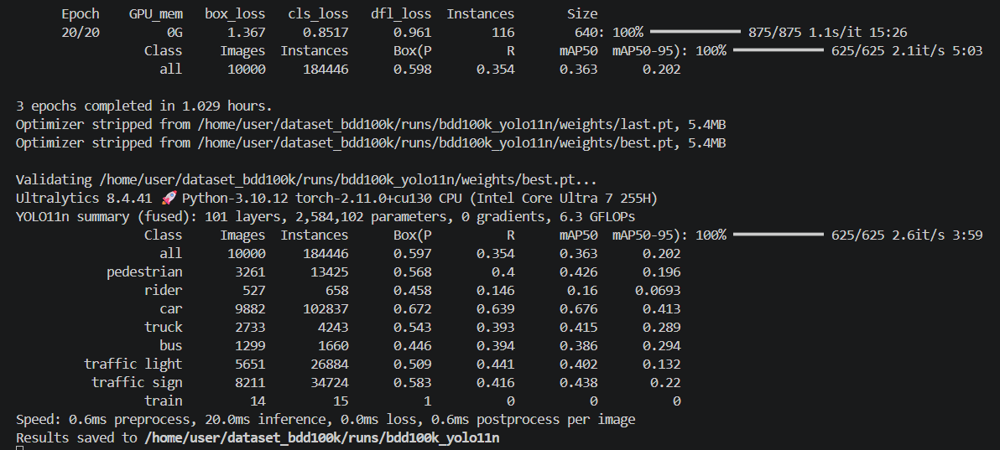 Epoch GPU_mem box_loss cls_loss dfl_loss Instances Size
20/20 0G 1.367 0.8517 0.961 116 640: 100% ━━━━━━━━━━━━ 875/875 1.1s/it 15:26
Class Images Instances Box(P R mAP50 mAP50-95): 100% ━━━━━━━━━━━━ 625/625 2.1it/s 5:03
all 10000 184446 0.598 0.354 0.363 0.202
3 epochs completed in 1.029 hours.
Optimizer stripped from /home/user/dataset_bdd100k/runs/bdd100k_yolo11n/weights/last.pt, 5.4MB
Optimizer stripped from /home/user/dataset_bdd100k/runs/bdd100k_yolo11n/weights/best.pt, 5.4MB
Validating /home/user/dataset_bdd100k/runs/bdd100k_yolo11n/weights/best.pt...
Ultralytics 8.4.41 🚀 Python-3.10.12 torch-2.11.0+cu130 CPU (Intel Core Ultra 7 255H)
YOLO11n summary (fused): 101 layers, 2,584,102 parameters, 0 gradients, 6.3 GFLOPs
Class Images Instances Box(P R mAP50 mAP50-95): 100% ━━━━━━━━━━━━ 625/625 2.6it/s 3:59
all 10000 184446 0.597 0.354 0.363 0.202
pedestrian 3261 13425 0.568 0.4 0.426 0.196
rider 527 658 0.458 0.146 0.16 0.0693
car 9882 102837 0.672 0.639 0.676 0.413
truck 2733 4243 0.543 0.393 0.415 0.289
bus 1299 1660 0.446 0.394 0.386 0.294
traffic light 5651 26884 0.509 0.441 0.402 0.132
traffic sign 8211 34724 0.583 0.416 0.438 0.22
train 14 15 1 0 0 0
Speed: 0.6ms preprocess, 20.0ms inference, 0.0ms loss, 0.6ms postprocess per image
Results saved to /home/user/dataset_bdd100k/runs/bdd100k_yolo11n